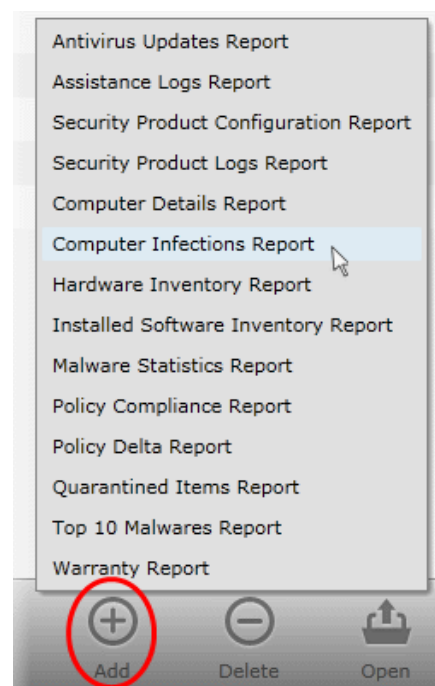 Antivirus Updates Report
Assistance Logs Report
Security Product Configuration Report
Security Product Logs Report
Computer Details Report
Computer Infections Report
Hardware Inventory Report
Installed Software Inventory Report
Malware Statistics Report
Policy Compliance Report
Policy Delta Report
Quarantined Items Report
Top 10 Malwares Report
Warranty Report
Add Delete Open